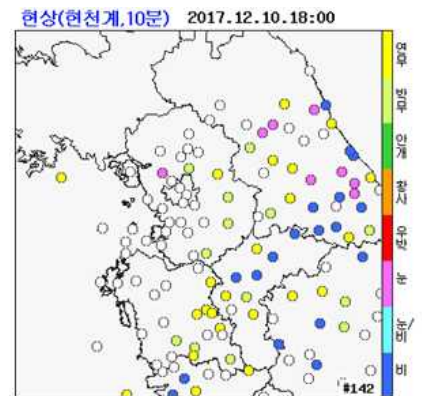 현상(현천계,10분) 2017.12.10.18:00
연무
박무
안개
황사
우박
눈
눈/비
비
#142